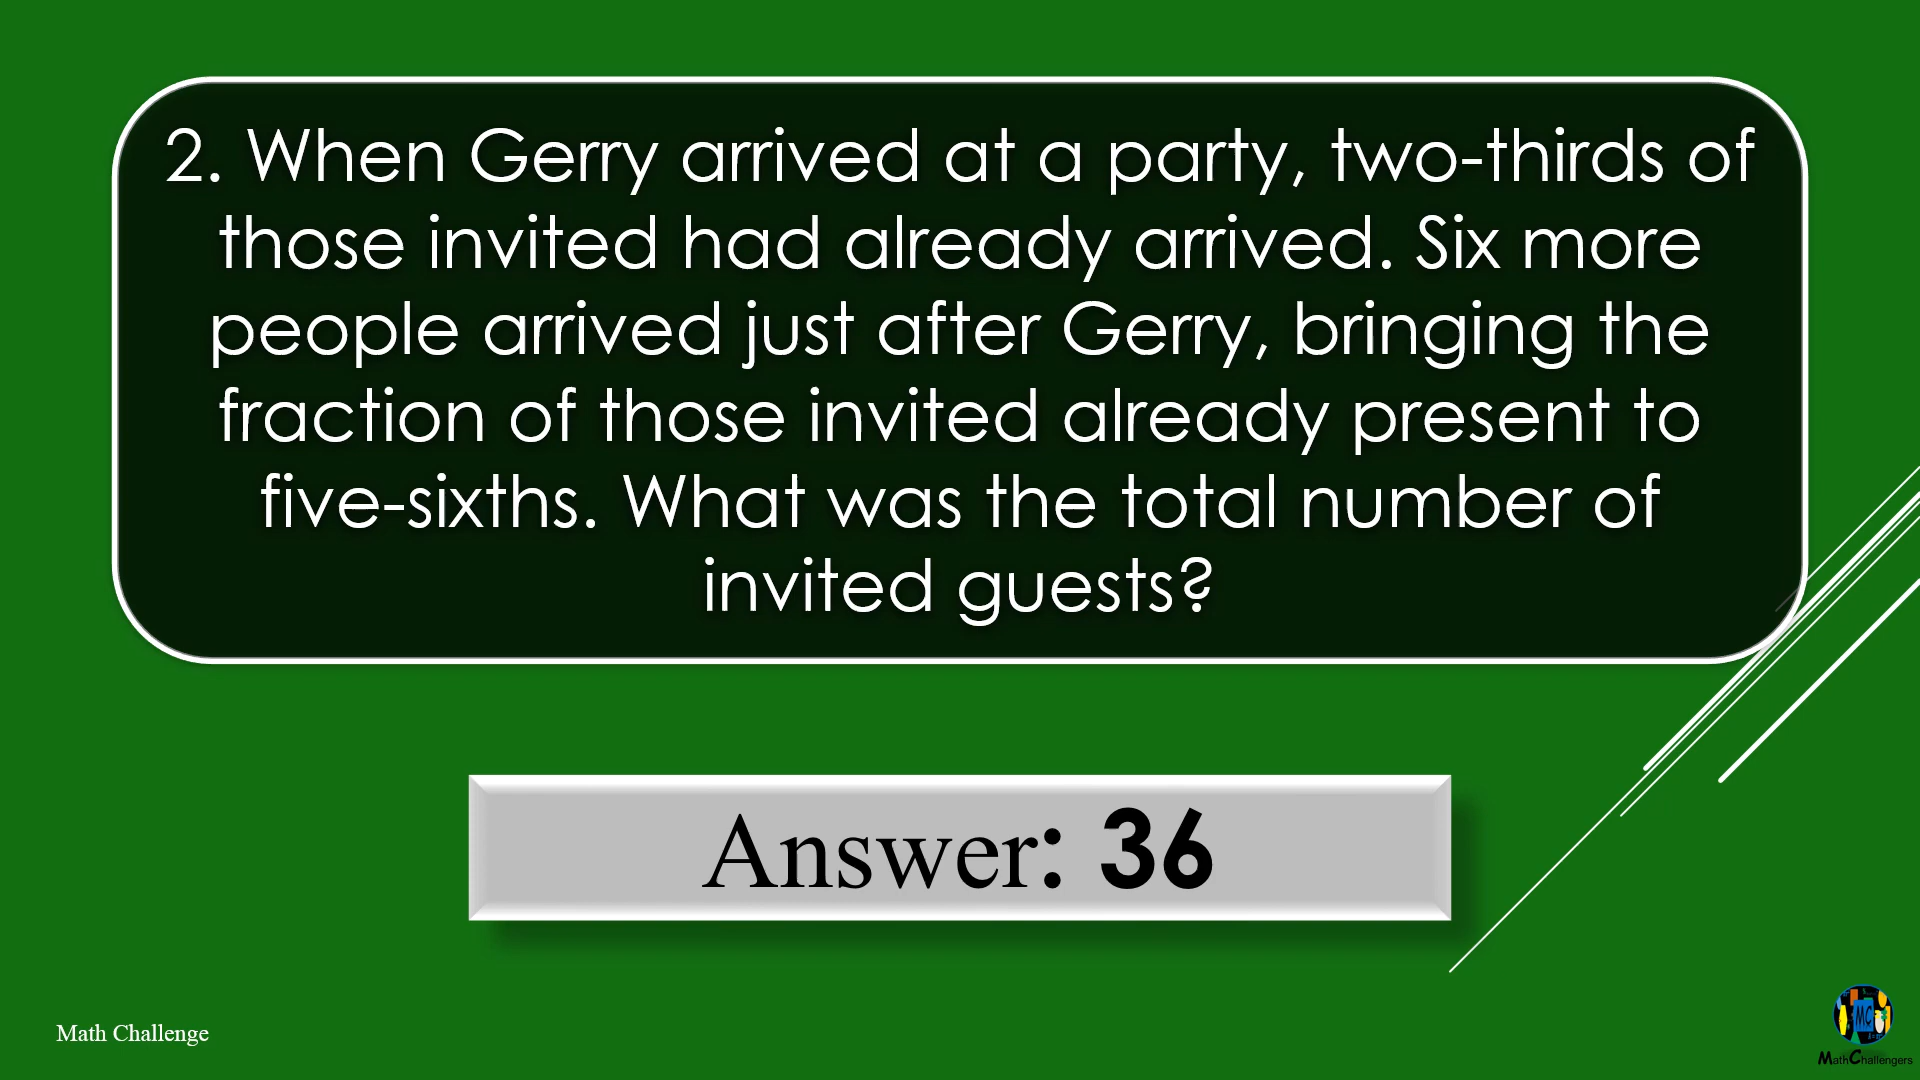 2. When Gerry arrived at a party, two-thirds of
those invited had already arrived. Six more
people arrived just after Gerry, bringing the
fraction of those invited already present to
five-sixths. What was the total number of
invited guests?
Answer: 36
Math Challenge
MC
MathChallengers